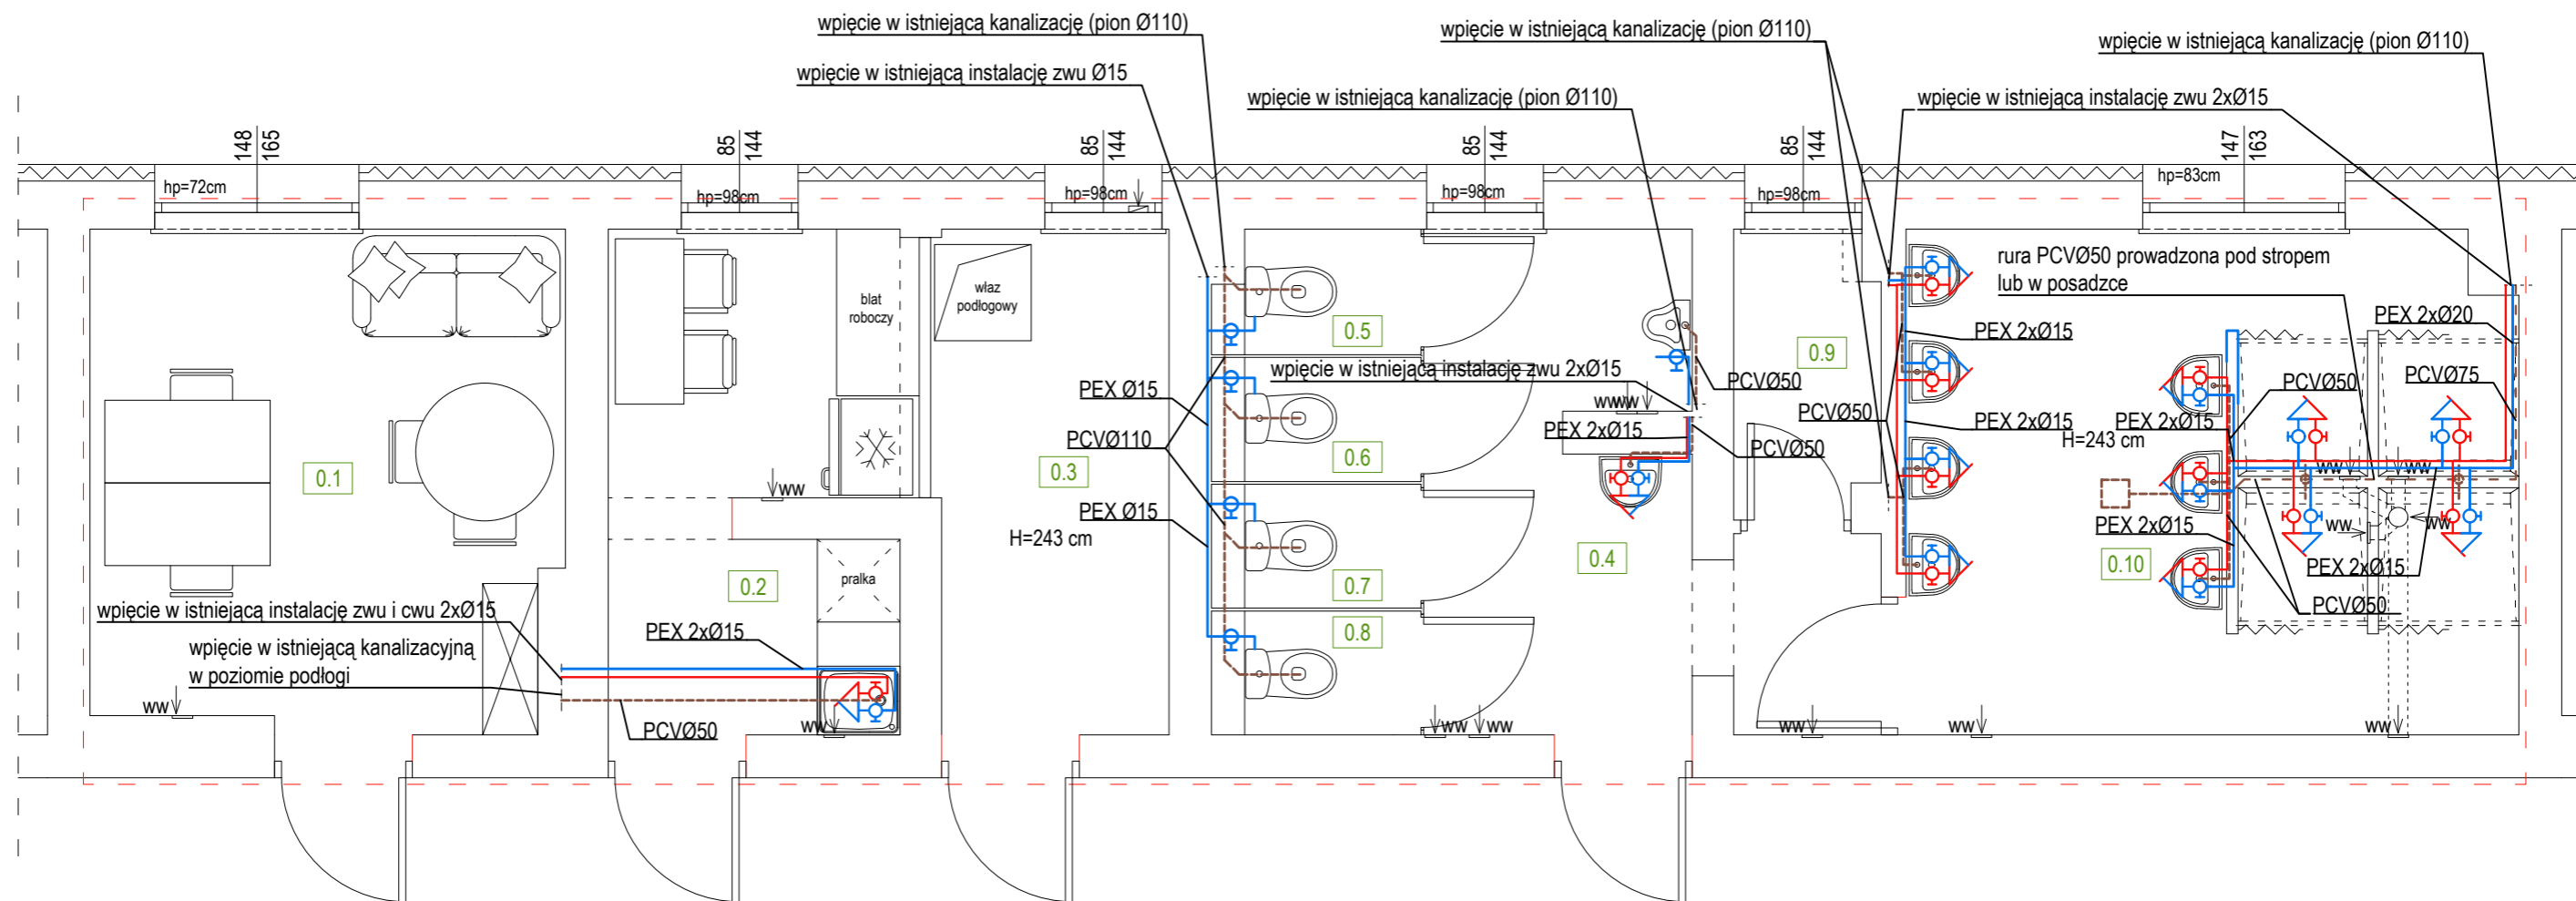 wpięcie w istniejącą kanalizację (pion Ø110)
wpięcie w istniejącą kanalizację (pion Ø110)
wpięcie w istniejącą kanalizację (pion Ø110)
wpięcie w istniejącą instalację zwu Ø15
wpięcie w istniejącą kanalizację (pion Ø110)
wpięcie w istniejącą instalację zwu 2xØ15
148
165
85
144
85
144
85
144
85
144
147
163
hp=72cm
hp=98cm
hp=98cm
hp=98cm
hp=98cm
hp=83cm
rura PCVØ50 prowadzona pod stropem
lub w posadzce
blat
roboczy
właz
podłogowy
PEX 2xØ20
0.5
PEX 2xØ15
0.9
wpięcie w istniejącą instalację zwu 2xØ15
PCVØ50
PCVØ50
PCVØ75
PEX Ø15
ww
ww
PCVØ50
PEX 2xØ15
PEX 2xØ15
PEX 2xØ15
H=243 cm
PCVØ110
PCVØ50
0.1
0.3
0.6
ww
ww
ww
PEX Ø15
H=243 cm
PEX 2xØ15
ww
ww
0.4
0.10
PEX 2xØ15
0.2
pralka
0.7
PCVØ50
wpięcie w istniejącą instalację zwu i cwu 2xØ15
PEX 2xØ15
0.8
wpięcie w istniejącą kanalizacyjną
w poziomie podłogi
ww
PCVØ50
ww
ww
ww
ww
ww
ww